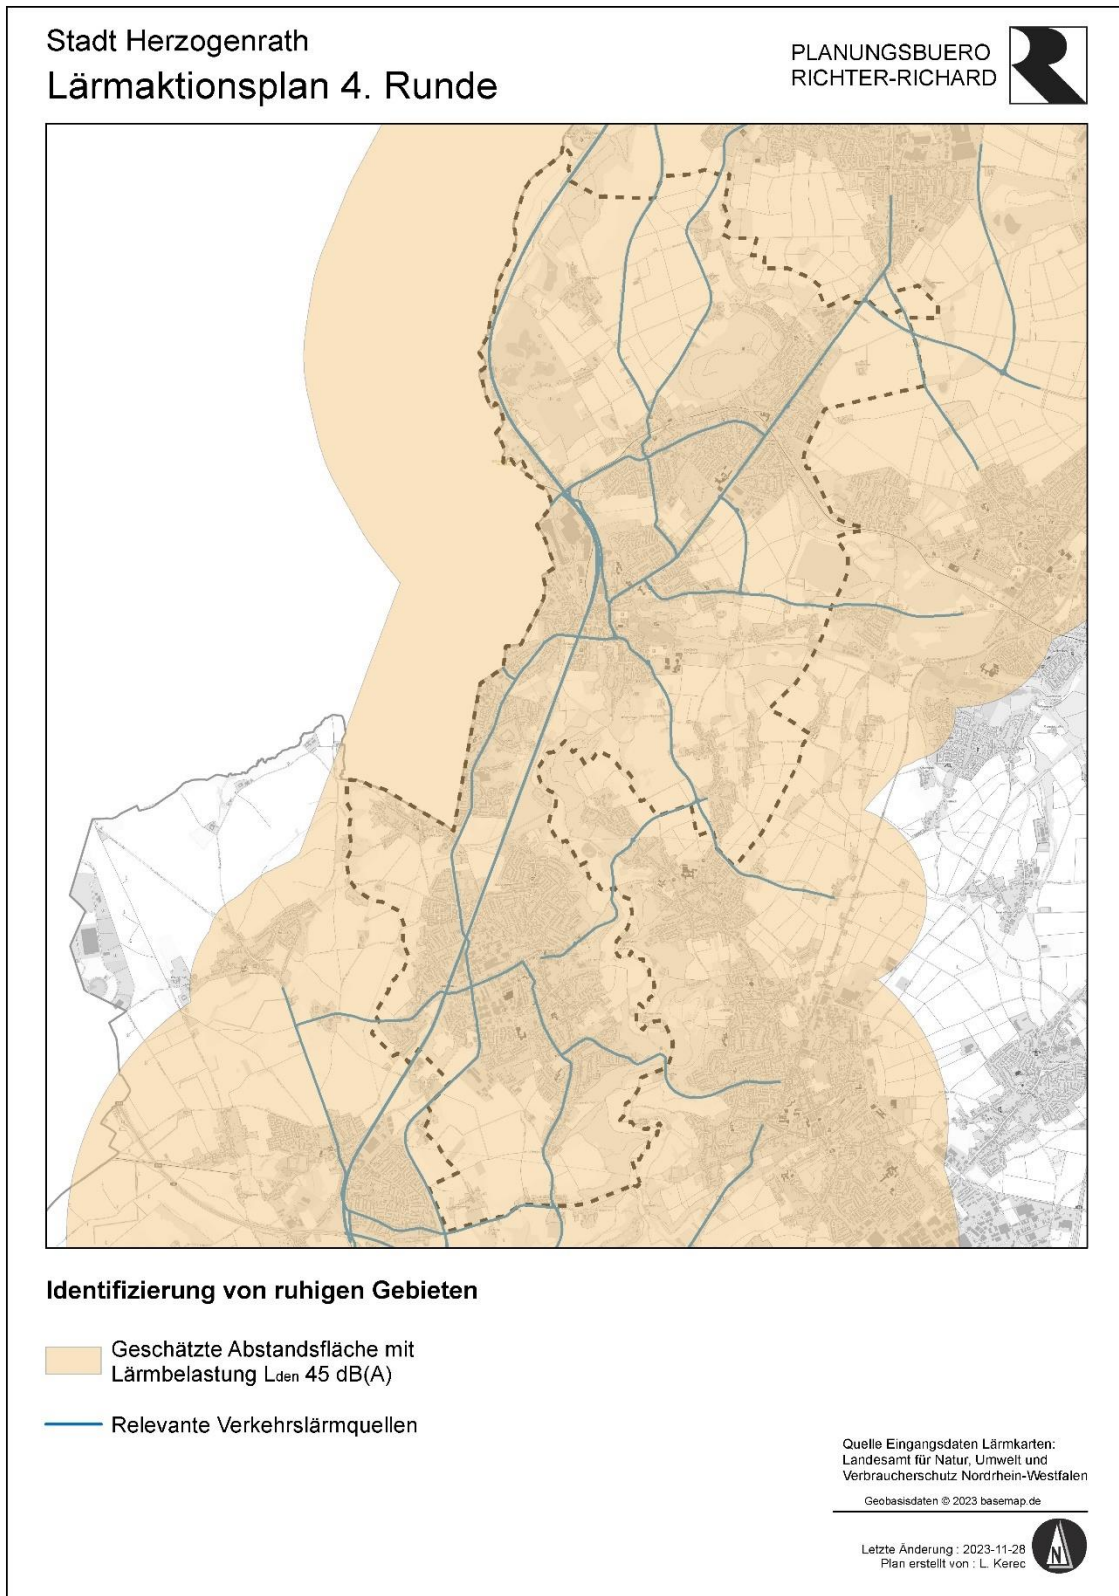 Stadt Herzogenrath
Lärmaktionsplan 4. Runde
PLANUNGSBUERO
RICHTER-RICHARD
Identifizierung von ruhigen Gebieten
Geschätzte Abstandsfläche mit
Lärmbelastung Lden 45 dB(A)
Relevante Verkehrslärmquellen
Quelle Eingangsdaten Lärmkarten:
Landesamt für Natur, Umwelt und
Verbraucherschutz Nordrhein-Westfalen
Geobasisdaten © 2023 basemap.de
Letzte Änderung : 2023-11-28
Plan erstellt von : L. Kerec
N